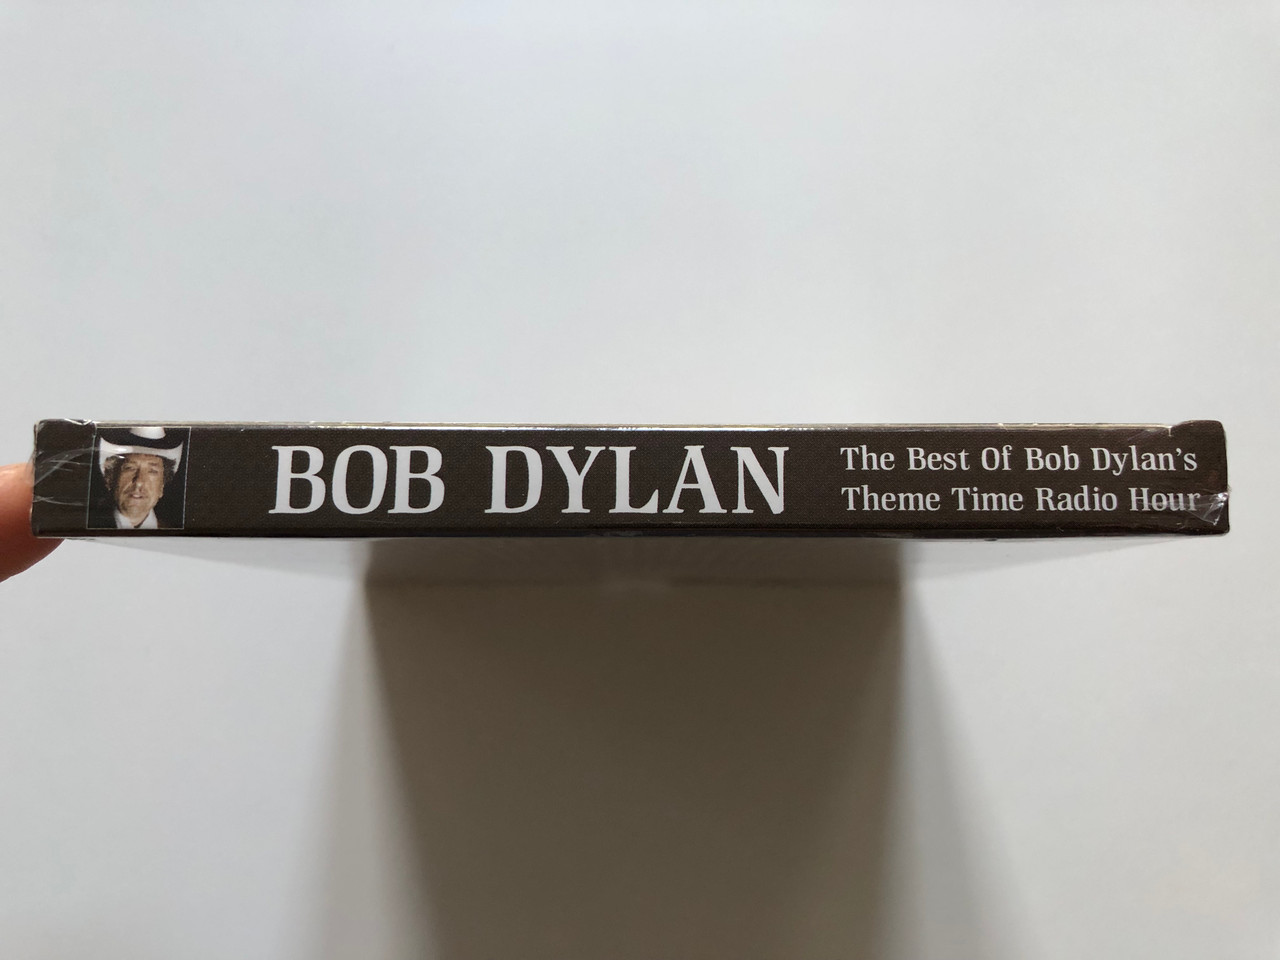 BOB DYLAN
The Best Of Bob Dylan's
Theme Time Radio Hour